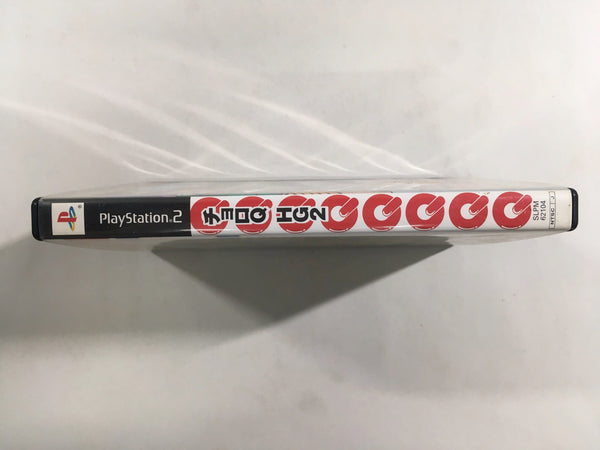 PlayStation.2
チョロQ HG2
SLPM
62104
NTSC J